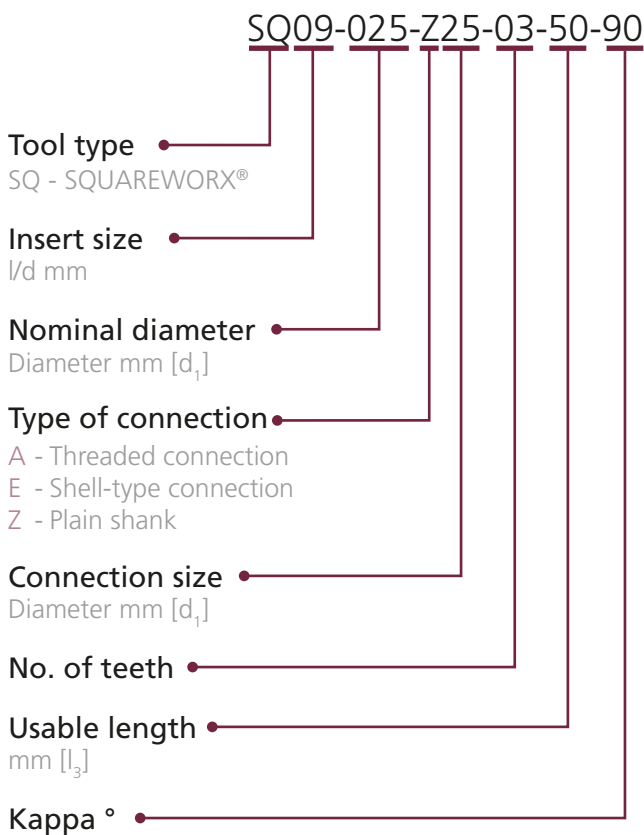 SQ09-025-Z25-03-50-90
Tool type
SQ - SQUAREWORX®
Insert size
l/d mm
Nominal diameter
Diameter mm [d₁]
Type of connection
A - Threaded connection
E - Shell-type connection
Z - Plain shank
Connection size
Diameter mm [d₁]
No. of teeth
Usable length
mm [l₃]
Kappa °